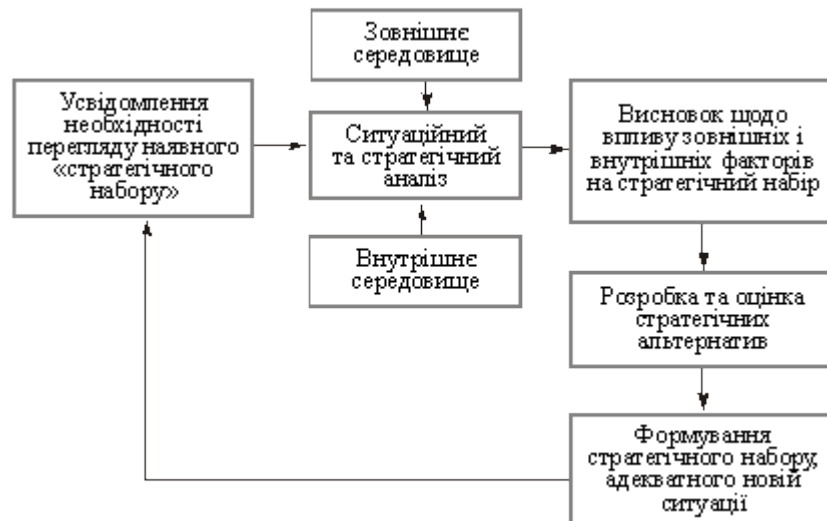 Зовнішнє
середовище
Усвідомлення
необхідності
перегляду наявного
«стратегічного
набору»
Ситуаційний
та стратегічний
аналіз
Висновок щодо
впливу зовнішніх і
внутрішніх факторів
на стратегічний набір
Внутрішнє
середовище
Розробка та оцінка
стратегічних
альтернатив
Формування
стратегічного набору,
адекватного новій
ситуації